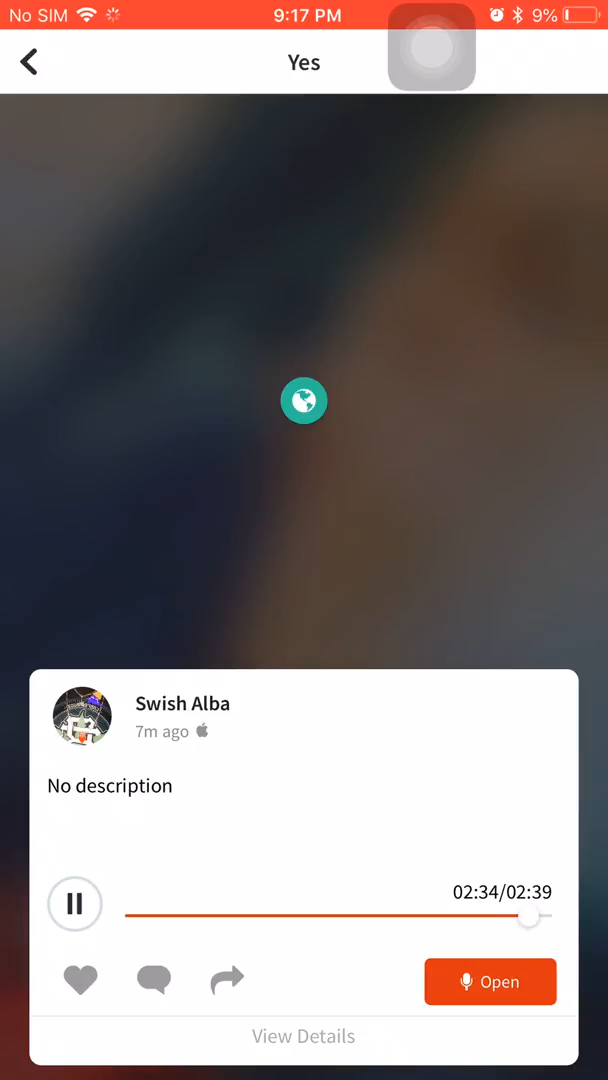 No SIM 9:17 PM 9%
Yes
Swish Alba
7m ago
No description
02:34/02:39
Open
View Details